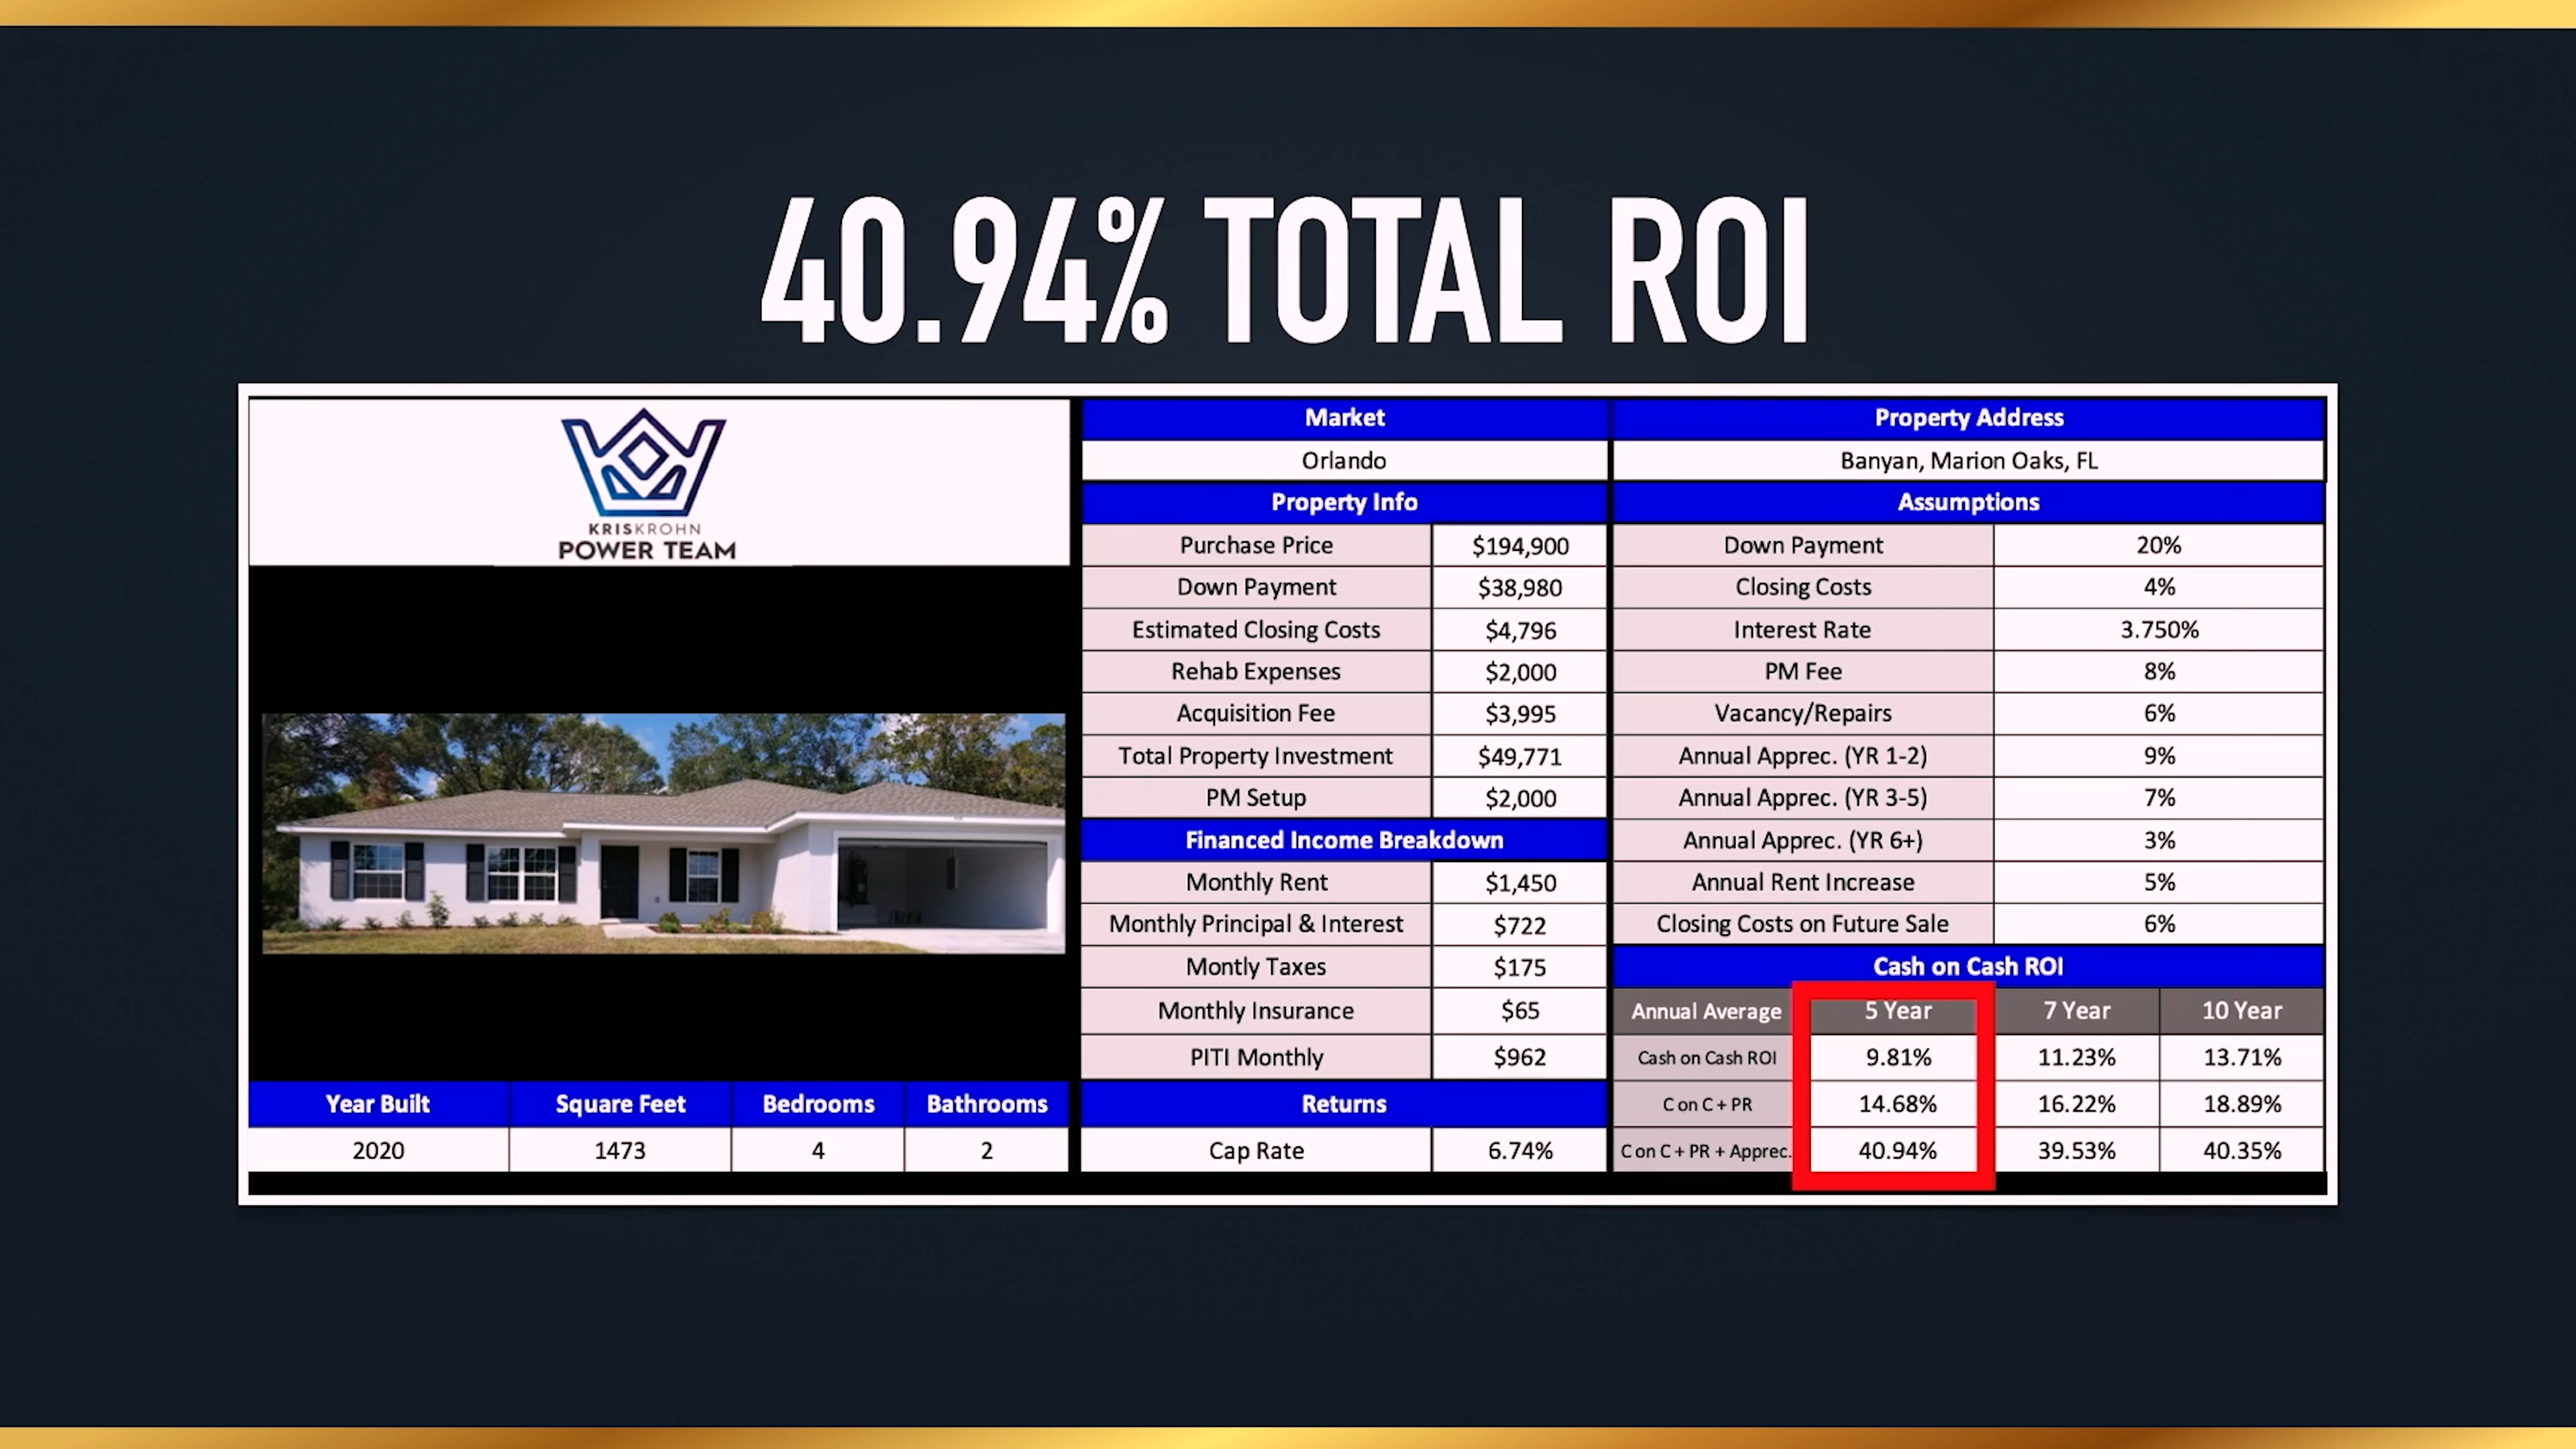 40.94% TOTAL ROI
KRISKROHN
POWER TEAM
Year Built Square Feet Bedrooms Bathrooms
2020 1473 4 2
Market
Orlando
Property Info
Purchase Price $194,900
Down Payment $38,980
Estimated Closing Costs $4,796
Rehab Expenses $2,000
Acquisition Fee $3,995
Total Property Investment $49,771
PM Setup $2,000
Financed Income Breakdown
Monthly Rent $1,450
Monthly Principal & Interest $722
Montly Taxes $175
Monthly Insurance $65
PITI Monthly $962
Returns
Cap Rate 6.74%
Property Address
Banyan, Marion Oaks, FL
Assumptions
Down Payment 20%
Closing Costs 4%
Interest Rate 3.750%
PM Fee 8%
Vacancy/Repairs 6%
Annual Apprec. (YR 1-2) 9%
Annual Apprec. (YR 3-5) 7%
Annual Apprec. (YR 6+) 3%
Annual Rent Increase 5%
Closing Costs on Future Sale 6%
Cash on Cash ROI
Annual Average 5 Year 7 Year 10 Year
Cash on Cash ROI 9.81% 11.23% 13.71%
C on C + PR 14.68% 16.22% 18.89%
C on C + PR + Apprec. 40.94% 39.53% 40.35%